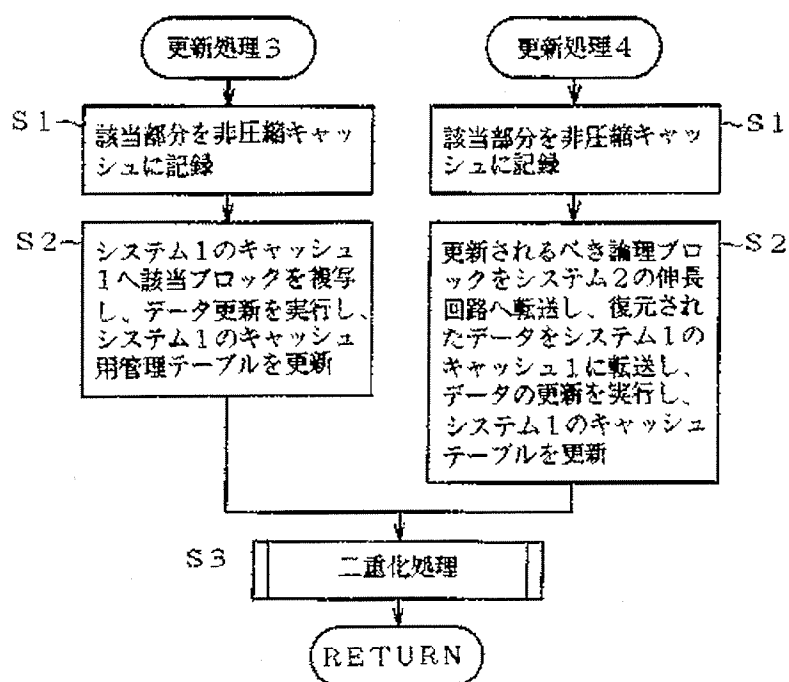 更新処理3
S1
該当部分を非圧縮キャッ
シュに記録
S2
システム1のキャッシュ
1へ該当ブロックを複写
し、データ更新を実行し、
システム1のキャッシュ
用管理テーブルを更新
更新処理4
S1
該当部分を非圧縮キャッ
シュに記録
S2
更新されるべき論理ブロ
ックをシステム2の伸長
回路へ転送し、復元され
たデータをシステム1の
キャッシュ1に転送し、
データの更新を実行し、
システム1のキャッシュ
テーブルを更新
S3
二重化処理
RETURN